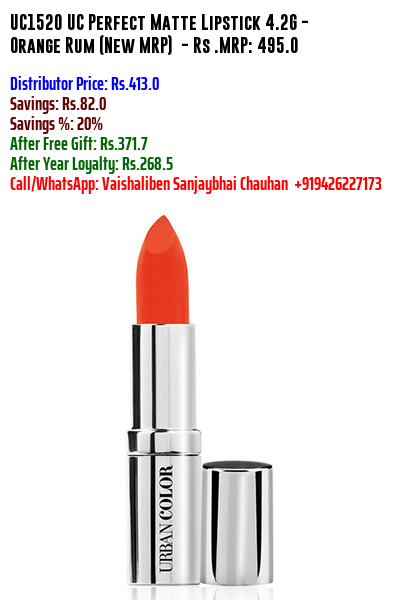 UC1520 UC Perfect Matte Lipstick 4.2G -
Orange Rum (New MRP)  - Rs .MRP: 495.0
Distributor Price: Rs.413.0
Savings: Rs.82.0
Savings %: 20%
After Free Gift: Rs.371.7
After Year Loyalty: Rs.268.5
Call/WhatsApp: Vaishaliben Sanjaybhai Chauhan  +919426227173
URBAN COLOR